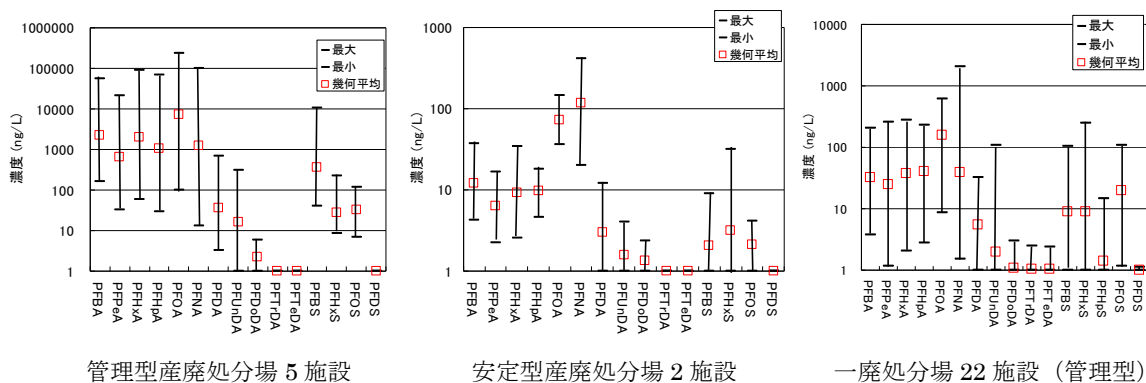 1000000
100000
10000
1000
100
10
1
濃度 (ng/L)
最大
最小
幾何平均
PFBA
PFPeA
PFHxA
PFHpA
PFOA
PFNA
PFDA
PFUnDA
PFDoDA
PFTrDA
PFTeDA
PFBS
PFHxS
PFOS
PFDS
管理型産廃処分場 5 施設
1000
100
10
1
濃度 (ng/L)
最大
最小
幾何平均
PFBA
PFPeA
PFHxA
PFHpA
PFOA
PFNA
PFDA
PFUnDA
PFDoDA
PFTrDA
PFTeDA
PFBS
PFHxS
PFOS
PFDS
安定型産廃処分場 2 施設
10000
1000
100
10
1
濃度 (ng/L)
最大
最小
幾何平均
PFBA
PFPeA
PFHxA
PFHpA
PFOA
PFNA
PFDA
PFUnDA
PFDoDA
PFTrDA
PFTeDA
PFBS
PFHxS
PFHpS
PFOS
PFDS
一廃処分場 22 施設（管理型）